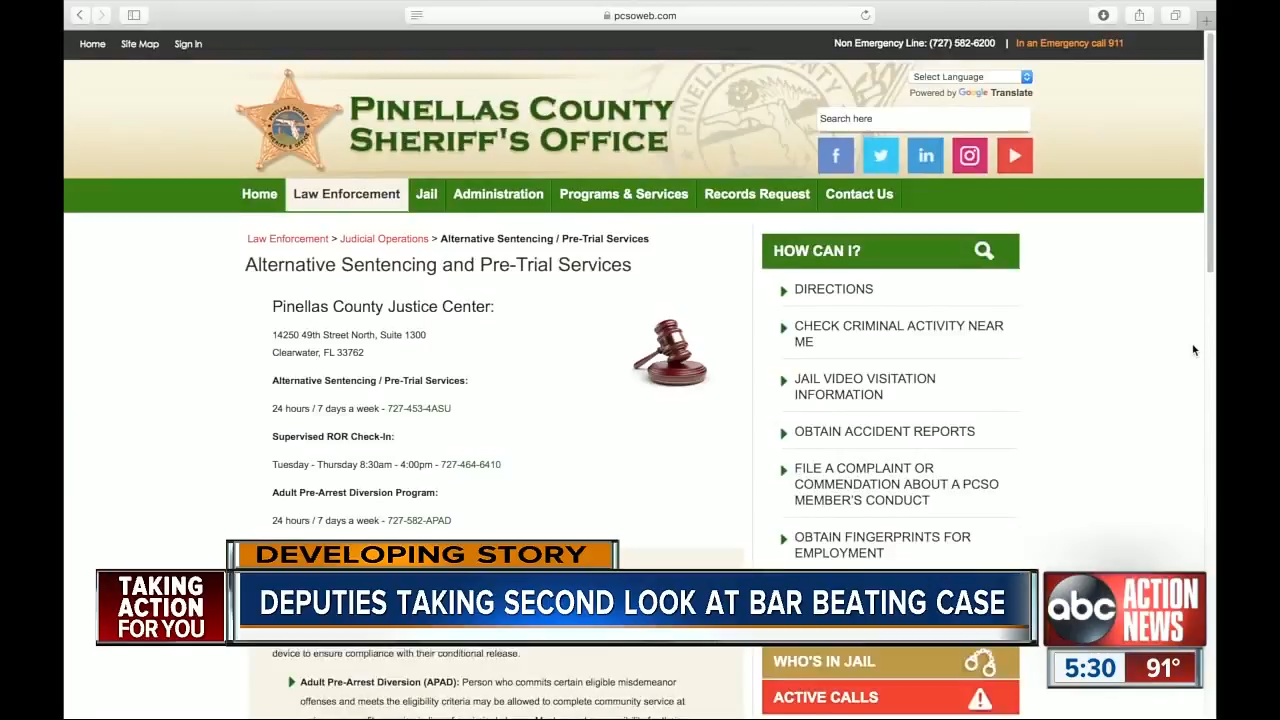 pcsoweb.com
Home Site Map Sign In
Non Emergency Line: (727) 582-6200 | In an Emergency call 911
Select Language
Powered by Google Translate
PINELLAS COUNTY
SHERIFF'S OFFICE
Search here
Home Law Enforcement Jail Administration Programs & Services Records Request Contact Us
Law Enforcement > Judicial Operations > Alternative Sentencing / Pre-Trial Services
Alternative Sentencing and Pre-Trial Services
Pinellas County Justice Center:
14250 49th Street North, Suite 1300
Clearwater, FL 33762
Alternative Sentencing / Pre-Trial Services:
24 hours / 7 days a week - 727-453-4ASU
Supervised ROR Check-In:
Tuesday - Thursday 8:30am - 4:00pm - 727-464-6410
Adult Pre-Arrest Diversion Program:
24 hours / 7 days a week - 727-582-APAD
HOW CAN I?
DIRECTIONS
CHECK CRIMINAL ACTIVITY NEAR
ME
JAIL VIDEO VISITATION
INFORMATION
OBTAIN ACCIDENT REPORTS
FILE A COMPLAINT OR
COMMENDATION ABOUT A PCSO
MEMBER'S CONDUCT
OBTAIN FINGERPRINTS FOR
EMPLOYMENT
DEVELOPING STORY
TAKING
ACTION
FOR YOU
DEPUTIES TAKING SECOND LOOK AT BAR BEATING CASE
abc ACTION
NEWS
5:30 91°
device to ensure compliance with their conditional release.
Adult Pre-Arrest Diversion (APAD): Person who commits certain eligible misdemeanor
offenses and meets the eligibility criteria may be allowed to complete community service at
WHO'S IN JAIL
ACTIVE CALLS